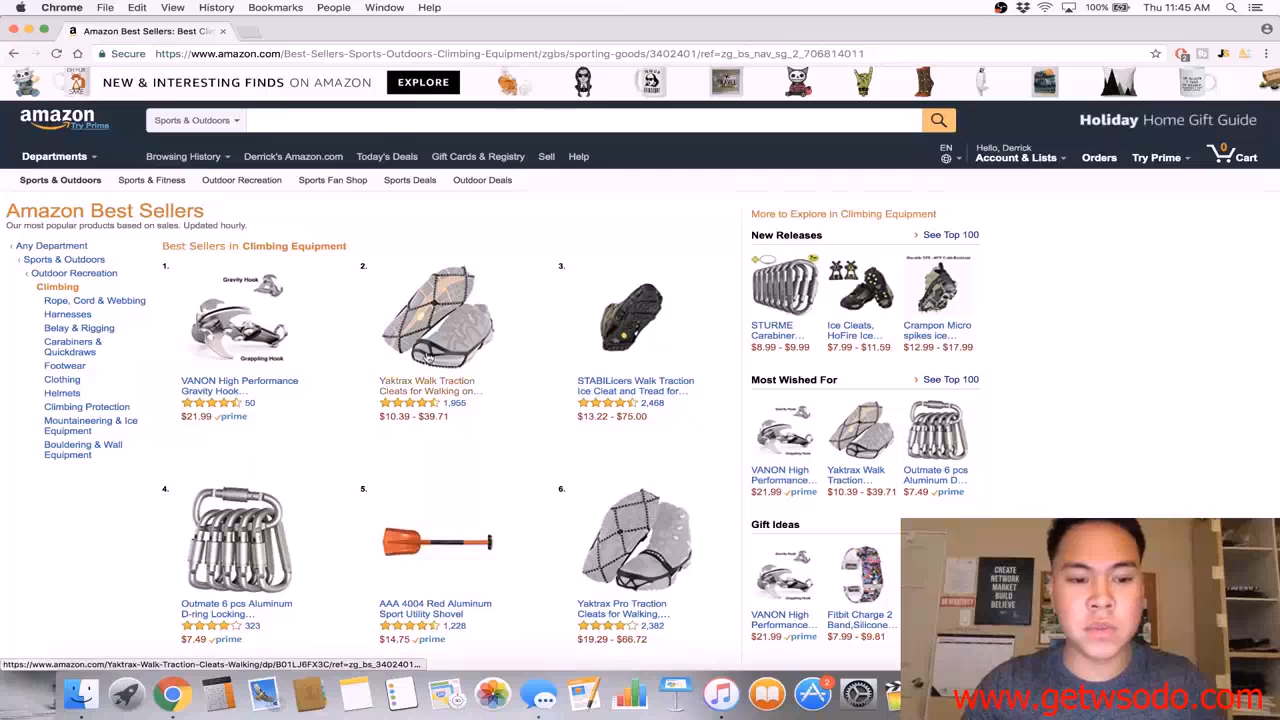 Chrome File Edit View History Bookmarks People Window Help 100% Thu 11:45 AM
a Amazon Best Sellers: Best Cli
Secure https://www.amazon.com/Best-Sellers-Sports-Outdoors-Climbing-Equipment/zgbs/sporting-goods/3402401/ref=zg_bs_nav_sg_2_706814011
NEW & INTERESTING FINDS ON AMAZON EXPLORE
amazon Try Prime
Sports & Outdoors
Holiday Home Gift Guide
Departments Browsing History Derrick's Amazon.com Today's Deals Gift Cards & Registry Sell Help
EN Hello, Derrick Account & Lists Orders Try Prime 0 Cart
Sports & Outdoors Sports & Fitness Outdoor Recreation Sports Fan Shop Sports Deals Outdoor Deals
Amazon Best Sellers
Our most popular products based on sales. Updated hourly.
‹ Any Department
‹ Sports & Outdoors
‹ Outdoor Recreation
Climbing
Rope, Cord & Webbing
Harnesses
Belay & Rigging
Carabiners &
Quickdraws
Footwear
Clothing
Helmets
Climbing Protection
Mountaineering & Ice
Equipment
Bouldering & Wall
Equipment
Best Sellers in Climbing Equipment
1.
Gravity Hook
Grappling Hook
VANON High Performance
Gravity Hook...
50
$21.99 prime
2.
Yaktrax Walk Traction
Cleats for Walking on...
1,955
$10.39 - $39.71
3.
STABILicers Walk Traction
Ice Cleat and Tread for...
2,468
$13.22 - $75.00
4.
Outmate 6 pcs Aluminum
D-ring Locking...
323
$7.49 prime
5.
AAA 4004 Red Aluminum
Sport Utility Shovel
1,228
$14.75 prime
6.
Yaktrax Pro Traction
Cleats for Walking,...
2,382
$19.29 - $66.72
More to Explore in Climbing Equipment
New Releases › See Top 100
STURME
Carabiner...
$8.99 - $9.99
Ice Cleats,
HoFire Ice...
$7.99 - $11.59
Crampon Micro
spikes ice...
$12.99 - $17.99
Most Wished For › See Top 100
VANON High
Performance...
$21.99 prime
Yaktrax Walk
Traction...
$10.39 - $39.71
Outmate 6 pcs
Aluminum D...
$7.49 prime
Gift Ideas
VANON High
Performance...
$21.99 prime
Fitbit Charge 2
Band,Silicone...
$7.99 - $9.81
CREATE
NETWORK
MARKET
BUILD
BELIEVE
https://www.amazon.com/Yaktrax-Walk-Traction-Cleats-Walking/dp/B01LJ6FX3C/ref=zg_bs_3402401...
2
www.getwsodo.com